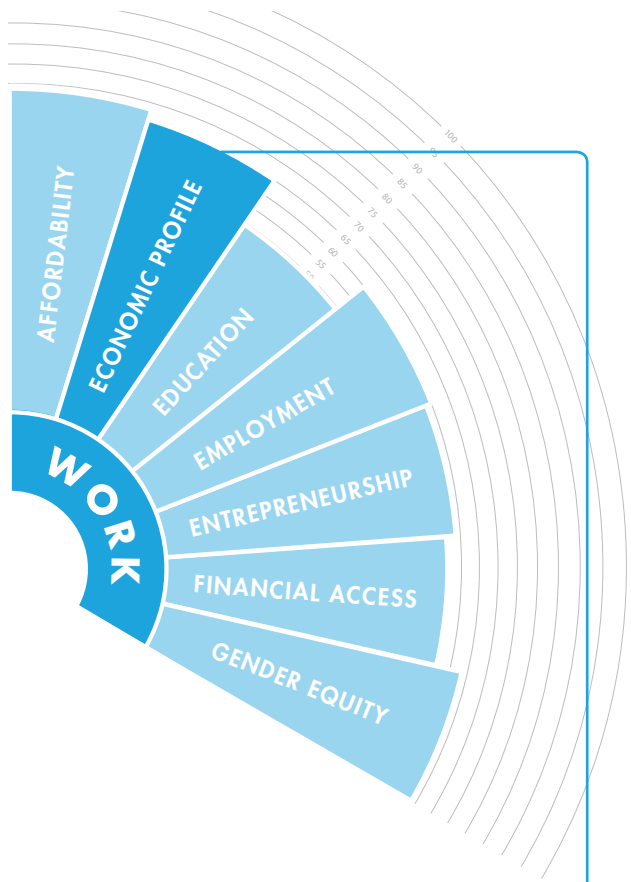 100
95
90
85
80
75
70
65
60
55
AFFORDABILITY
ECONOMIC PROFILE
EDUCATION
EMPLOYMENT
ENTREPRENEURSHIP
FINANCIAL ACCESS
GENDER EQUITY
WORK